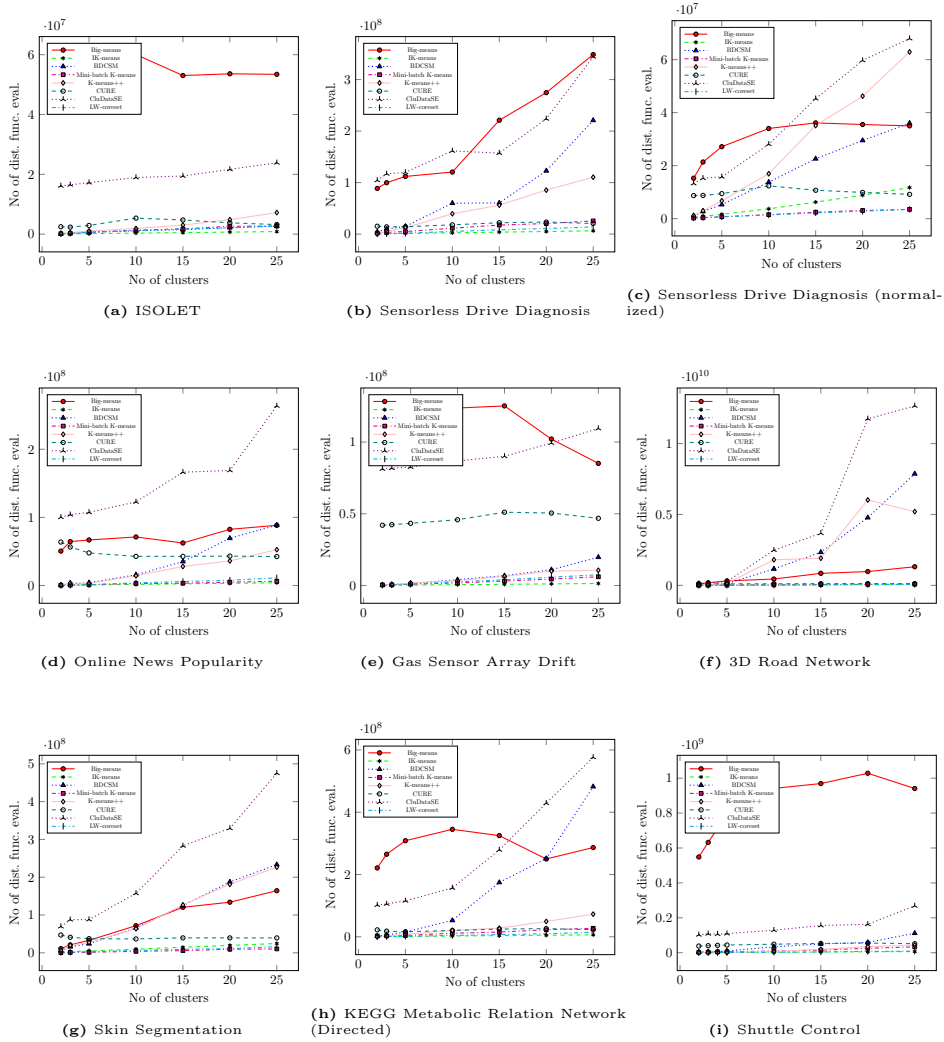 ·10^7
6
4
2
0
No of dist. func. eval.
Big-means
IK-means
BDCSM
Mini-batch K-means
K-means++
CURE
CluDataSE
LW-coreset
0 5 10 15 20 25
No of clusters
(a) ISOLET
·10^8
3
2
1
0
No of dist. func. eval.
Big-means
IK-means
BDCSM
Mini-batch K-means
K-means++
CURE
CluDataSE
LW-coreset
0 5 10 15 20 25
No of clusters
(b) Sensorless Drive Diagnosis
·10^7
6
4
2
0
No of dist. func. eval.
Big-means
IK-means
BDCSM
Mini-batch K-means
K-means++
CURE
CluDataSE
LW-coreset
0 5 10 15 20 25
No of clusters
(c) Sensorless Drive Diagnosis (normal-
ized)
·10^8
2
1
0
No of dist. func. eval.
Big-means
IK-means
BDCSM
Mini-batch K-means
K-means++
CURE
CluDataSE
LW-coreset
0 5 10 15 20 25
No of clusters
(d) Online News Popularity
·10^8
1
0.5
0
No of dist. func. eval.
Big-means
IK-means
BDCSM
Mini-batch K-means
K-means++
CURE
CluDataSE
LW-coreset
0 5 10 15 20 25
No of clusters
(e) Gas Sensor Array Drift
·10^10
1
0.5
0
No of dist. func. eval.
Big-means
IK-means
BDCSM
Mini-batch K-means
K-means++
CURE
CluDataSE
LW-coreset
0 5 10 15 20 25
No of clusters
(f) 3D Road Network
·10^8
5
4
3
2
1
0
No of dist. func. eval.
Big-means
IK-means
BDCSM
Mini-batch K-means
K-means++
CURE
CluDataSE
LW-coreset
0 5 10 15 20 25
No of clusters
(g) Skin Segmentation
·10^8
6
4
2
0
No of dist. func. eval.
Big-means
IK-means
BDCSM
Mini-batch K-means
K-means++
CURE
CluDataSE
LW-coreset
0 5 10 15 20 25
No of clusters
(h) KEGG Metabolic Relation Network
(Directed)
·10^9
1
0.8
0.6
0.4
0.2
0
No of dist. func. eval.
Big-means
IK-means
BDCSM
Mini-batch K-means
K-means++
CURE
CluDataSE
LW-coreset
0 5 10 15 20 25
No of clusters
(i) Shuttle Control